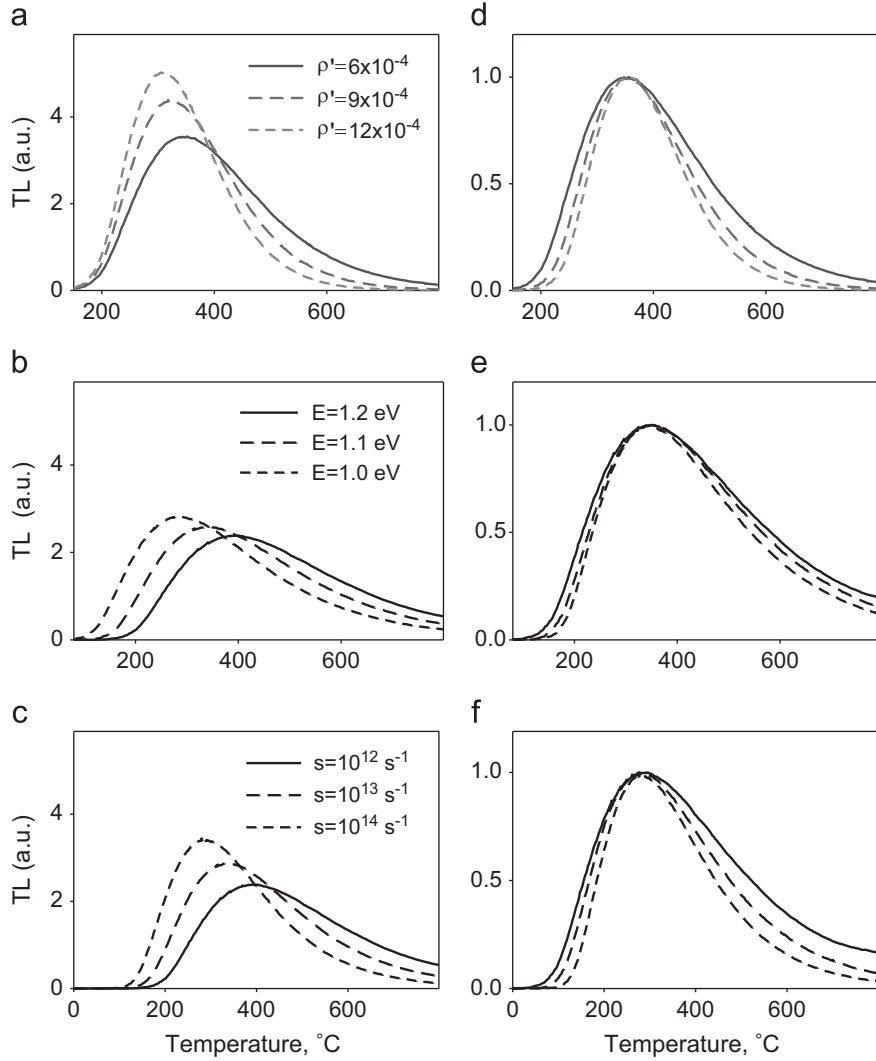 a
TL (a.u.)
4
2
0
200
400
600
ρ'=6x10⁻⁴
ρ'=9x10⁻⁴
ρ'=12x10⁻⁴
d
1.0
0.5
0.0
200
400
600
b
TL (a.u.)
4
2
0
200
400
600
E=1.2 eV
E=1.1 eV
E=1.0 eV
e
1.0
0.5
0.0
200
400
600
c
TL (a.u.)
4
2
0
0
200
400
600
s=10¹² s⁻¹
s=10¹³ s⁻¹
s=10¹⁴ s⁻¹
Temperature, °C
f
1.0
0.5
0.0
0
200
400
600
Temperature, °C